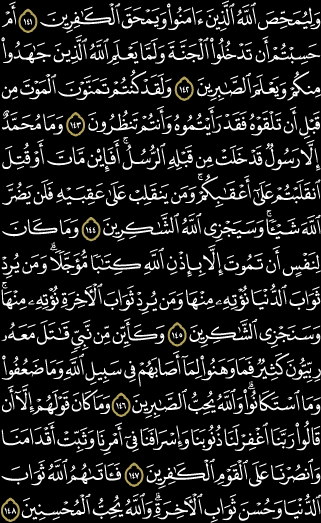 وَلِيُمَحِّصَ ٱللَّهُ ٱلَّذِينَ ءَامَنُوا۟ وَيَمْحَقَ ٱلْكَٰفِرِينَ ١٤١ أَمْ
حَسِبْتُمْ أَن تَدْخُلُوا۟ ٱلْجَنَّةَ وَلَمَّا يَعْلَمِ ٱللَّهُ ٱلَّذِينَ جَٰهَدُوا۟
مِنكُمْ وَيَعْلَمَ ٱلصَّٰبِرِينَ ١٤٢ وَلَقَدْ كُنتُمْ تَمَنَّوْنَ ٱلْمَوْتَ مِن
قَبْلِ أَن تَلْقَوْهُ فَقَدْ رَأَيْتُمُوهُ وَأَنتُمْ تَنظُرُونَ ١٤٣ وَمَا مُحَمَّدٌ
إِلَّا رَسُولٌ قَدْ خَلَتْ مِن قَبْلِهِ ٱلرُّسُلُ ۚ أَفَإِي۟ن مَّاتَ أَوْ قُتِلَ
ٱنقَلَبْتُمْ عَلَىٰٓ أَعْقَٰبِكُمْ ۚ وَمَن يَنقَلِبْ عَلَىٰ عَقِبَيْهِ فَلَن يَضُرَّ
ٱللَّهَ شَيْـًٔا ۗ وَسَيَجْزِى ٱللَّهُ ٱلشَّٰكِرِينَ ١٤٤ وَمَا كَانَ
لِنَفْسٍ أَن تَمُوتَ إِلَّا بِإِذْنِ ٱللَّهِ كِتَٰبًا مُّؤَجَّلًا ۗ وَمَن يُرِدْ
ثَوَابَ ٱلدُّنْيَا نُؤْتِهِۦ مِنْهَا وَمَن يُرِدْ ثَوَابَ ٱلْءَاخِرَةِ نُؤْتِهِۦ مِنْهَا ۚ
وَسَنَجْزِى ٱلشَّٰكِرِينَ ١٤٥ وَكَأَيِّن مِّن نَّبِىٍّ قَٰتَلَ مَعَهُۥ
رِبِّيُّونَ كَثِيرٌ فَمَا وَهَنُوا۟ لِمَآ أَصَابَهُمْ فِى سَبِيلِ ٱللَّهِ وَمَا ضَعُفُوا۟
وَمَا ٱسْتَكَانُوا۟ ۗ وَٱللَّهُ يُحِبُّ ٱلصَّٰبِرِينَ ١٤٦ وَمَا كَانَ قَوْلَهُمْ إِلَّآ أَن
قَالُوا۟ رَبَّنَا ٱغْفِرْ لَنَا ذُنُوبَنَا وَإِسْرَافَنَا فِىٓ أَمْرِنَا وَثَبِّتْ أَقْدَامَنَا
وَٱنصُرْنَا عَلَى ٱلْقَوْمِ ٱلْكَٰفِرِينَ ١٤٧ فَـَٔاتَىٰهُمُ ٱللَّهُ ثَوَابَ
ٱلدُّنْيَا وَحُسْنَ ثَوَابِ ٱلْءَاخِرَةِ ۗ وَٱللَّهُ يُحِبُّ ٱلْمُحْسِنِينَ ١٤٨